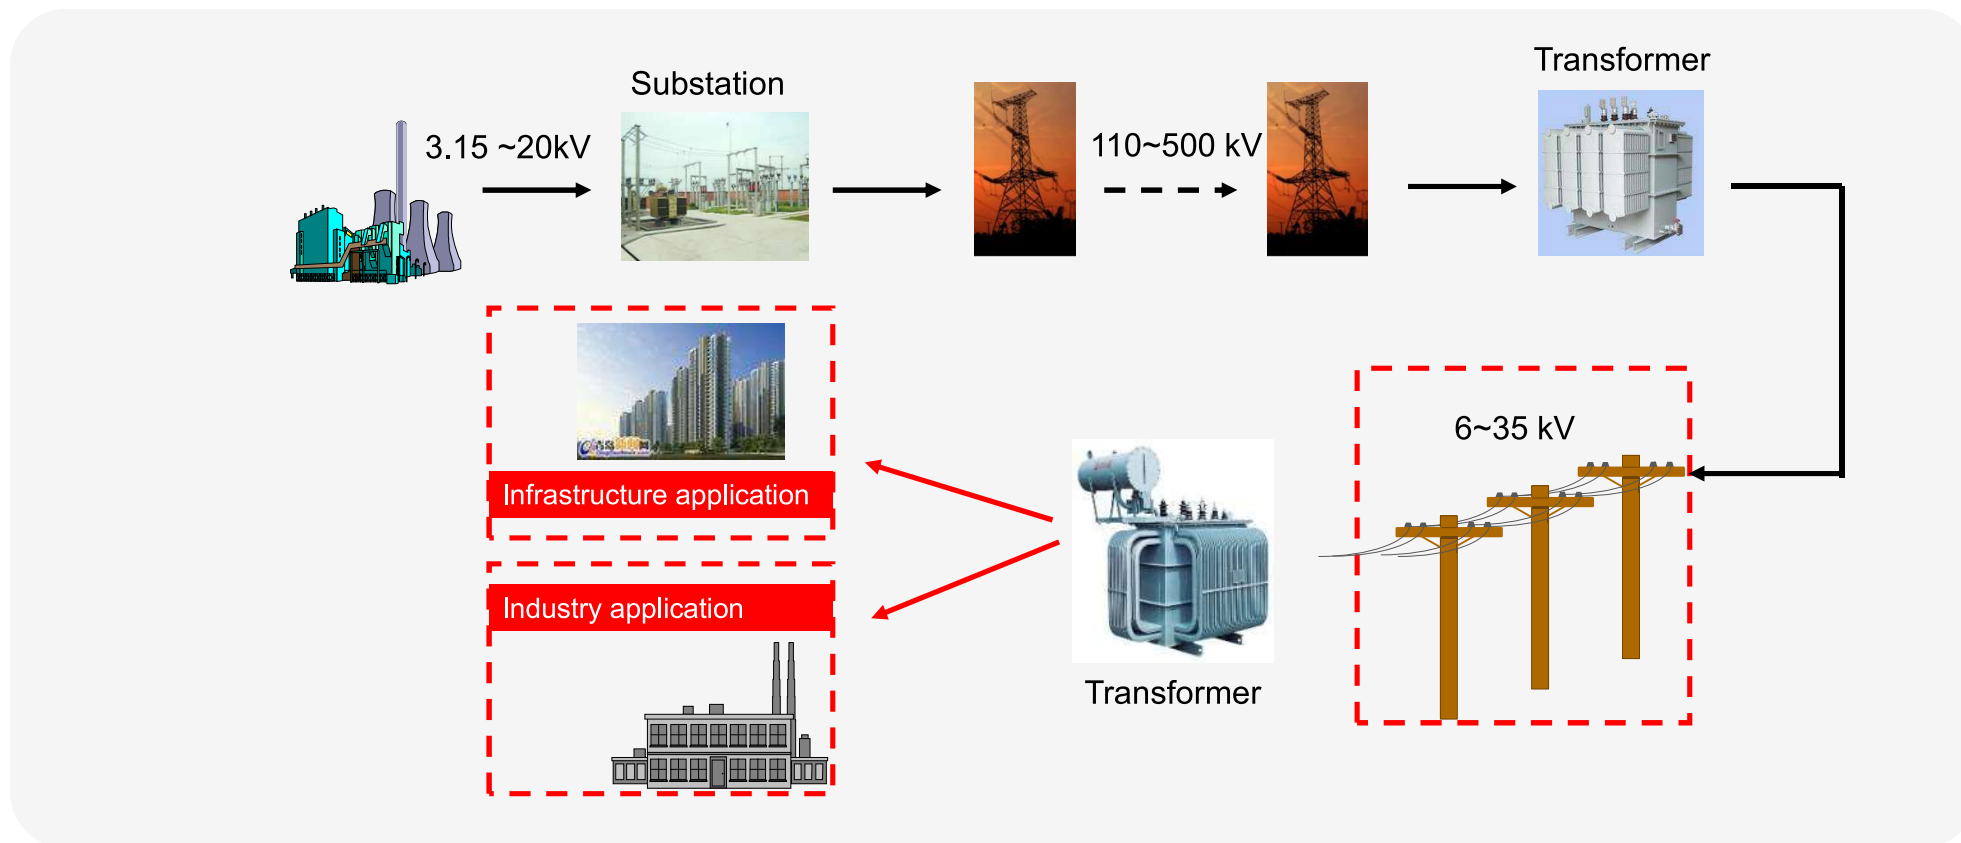 Substation
Transformer
3.15 ~20kV
110~500 kV
6~35 kV
Infrastructure application
Industry application
Transformer